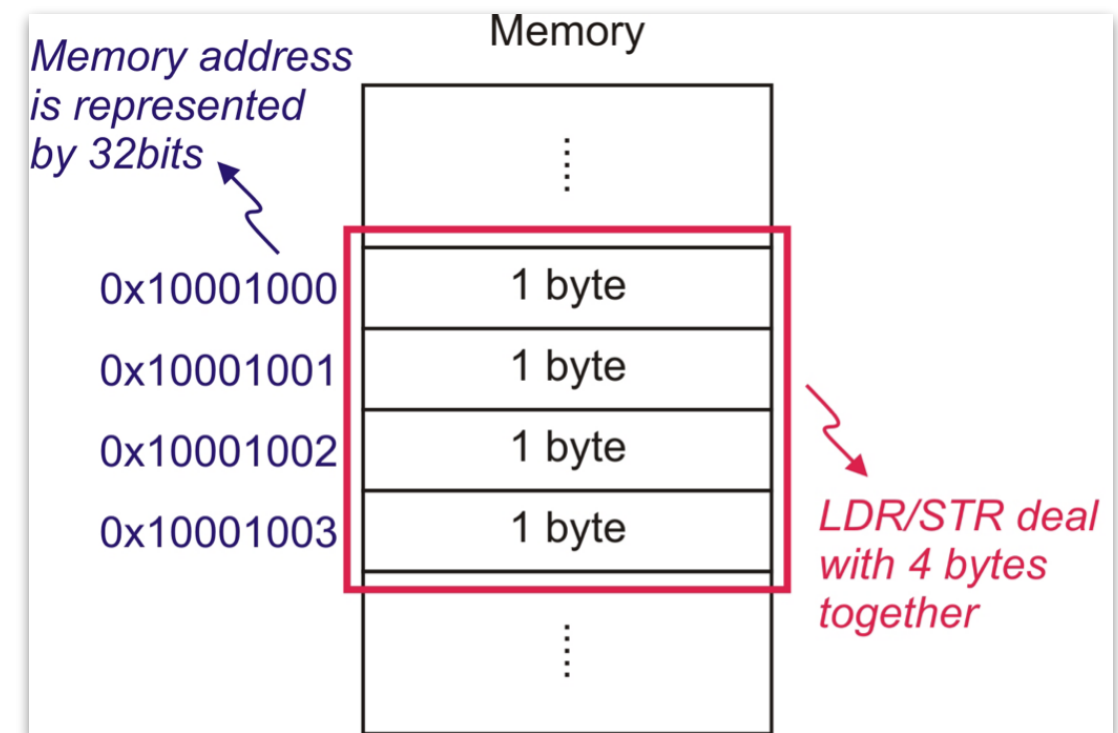 Memory
Memory address
is represented
by 32bits
0x10001000
1 byte
0x10001001
1 byte
0x10001002
1 byte
0x10001003
1 byte
LDR/STR deal
with 4 bytes
together